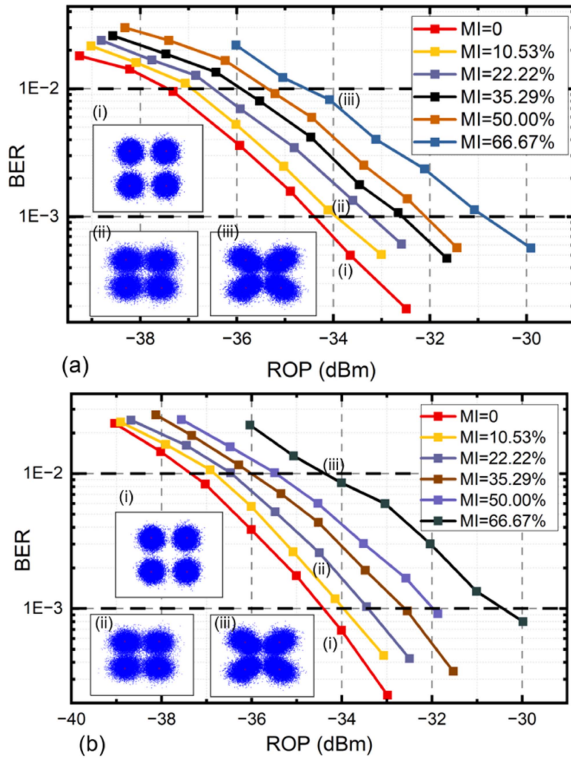 MI=0
MI=10.53%
MI=22.22%
MI=35.29%
MI=50.00%
MI=66.67%
(iii)
1E−2
(i)
BER
1E−3
(ii)
(ii)
(iii)
(i)
−38
−36
−34
−32
−30
(a)
ROP (dBm)
MI=0
MI=10.53%
MI=22.22%
MI=35.29%
MI=50.00%
MI=66.67%
1E−2
(iii)
(i)
BER
(ii)
1E−3
(ii)
(iii)
(i)
−40
−38
−36
−34
−32
−30
(b)
ROP (dBm)